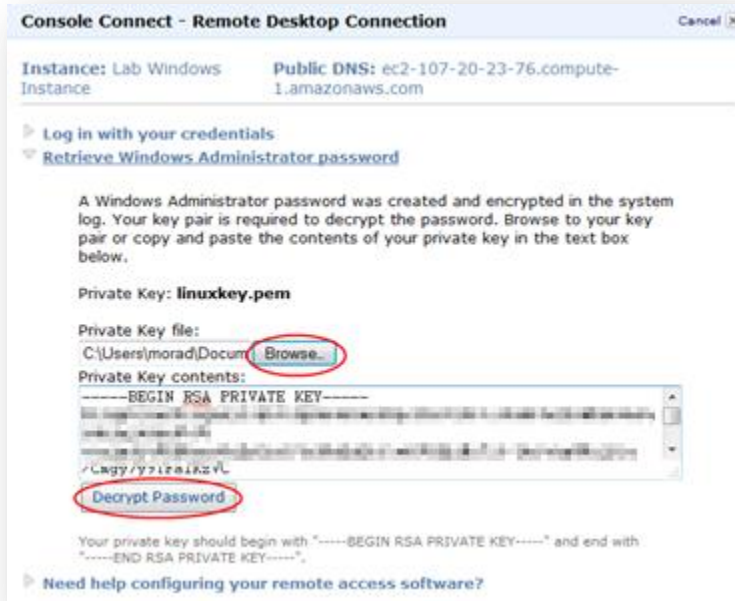 Console Connect - Remote Desktop Connection
Cancel
Instance: Lab Windows Instance
Public DNS: ec2-107-20-23-76.compute-1.amazonaws.com
Log in with your credentials
Retrieve Windows Administrator password
A Windows Administrator password was created and encrypted in the system
log. Your key pair is required to decrypt the password. Browse to your key
pair or copy and paste the contents of your private key in the text box
below.
Private Key: linuxkey.pem
Private Key file:
C:\Users\morad\Docum Browse..
Private Key contents:
-----BEGIN RSA PRIVATE KEY-----
Decrypt Password
Your private key should begin with "-----BEGIN RSA PRIVATE KEY-----" and end with
"-----END RSA PRIVATE KEY-----".
Need help configuring your remote access software?